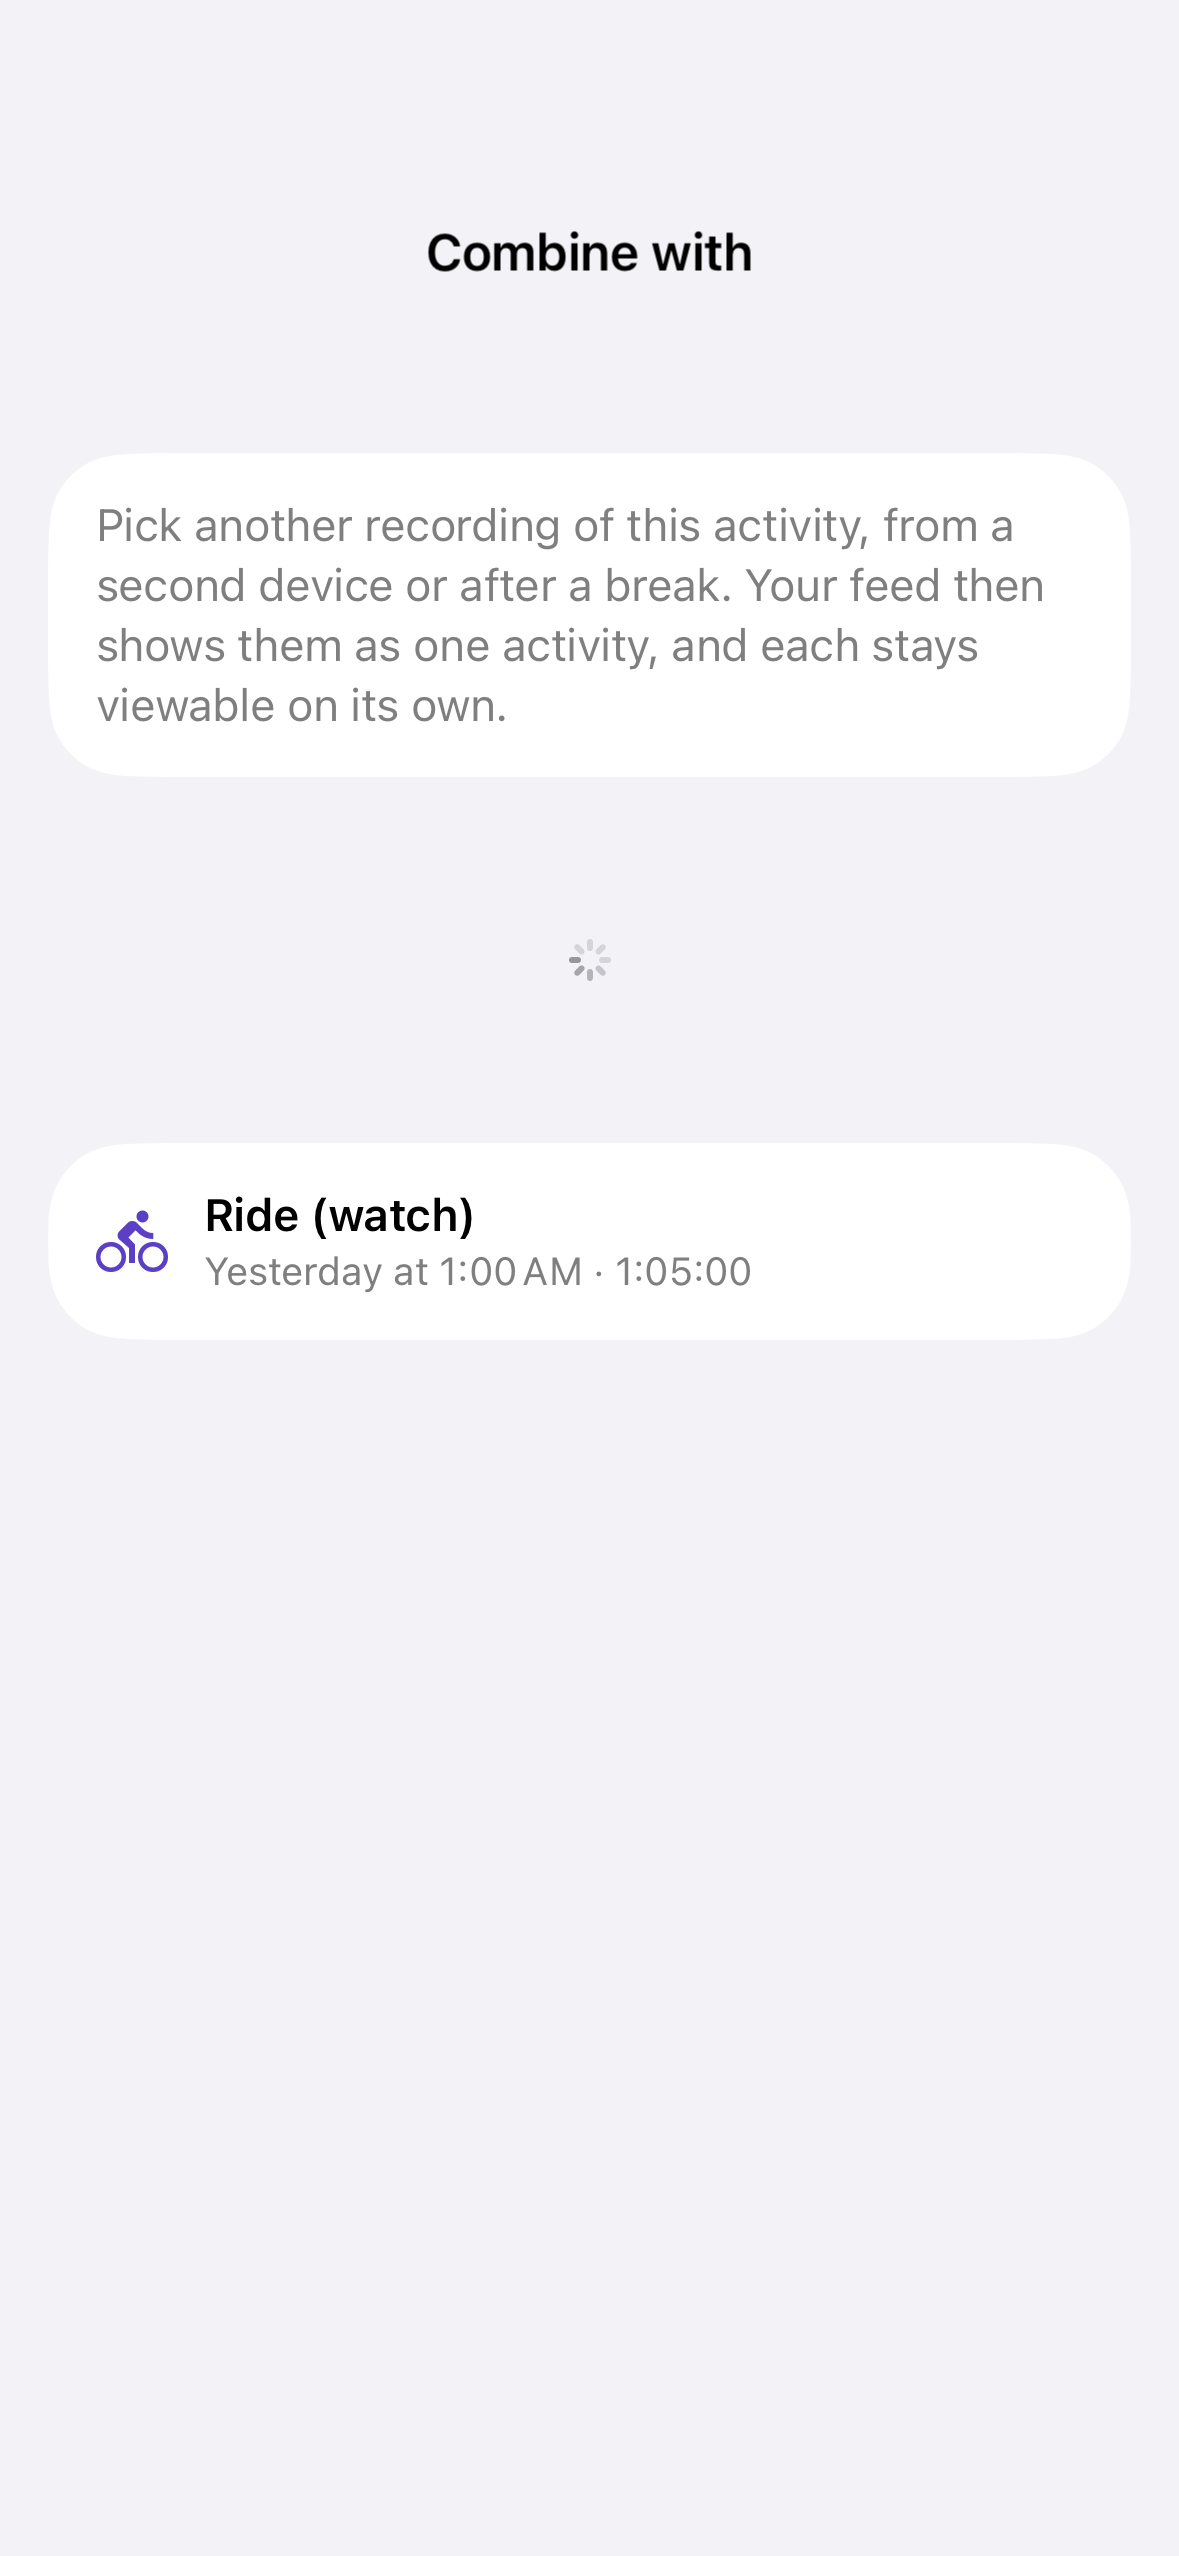 Combine with
Pick another recording of this activity, from a
second device or after a break. Your feed then
shows them as one activity, and each stays
viewable on its own.
Ride (watch)
Yesterday at 1:00 AM · 1:05:00